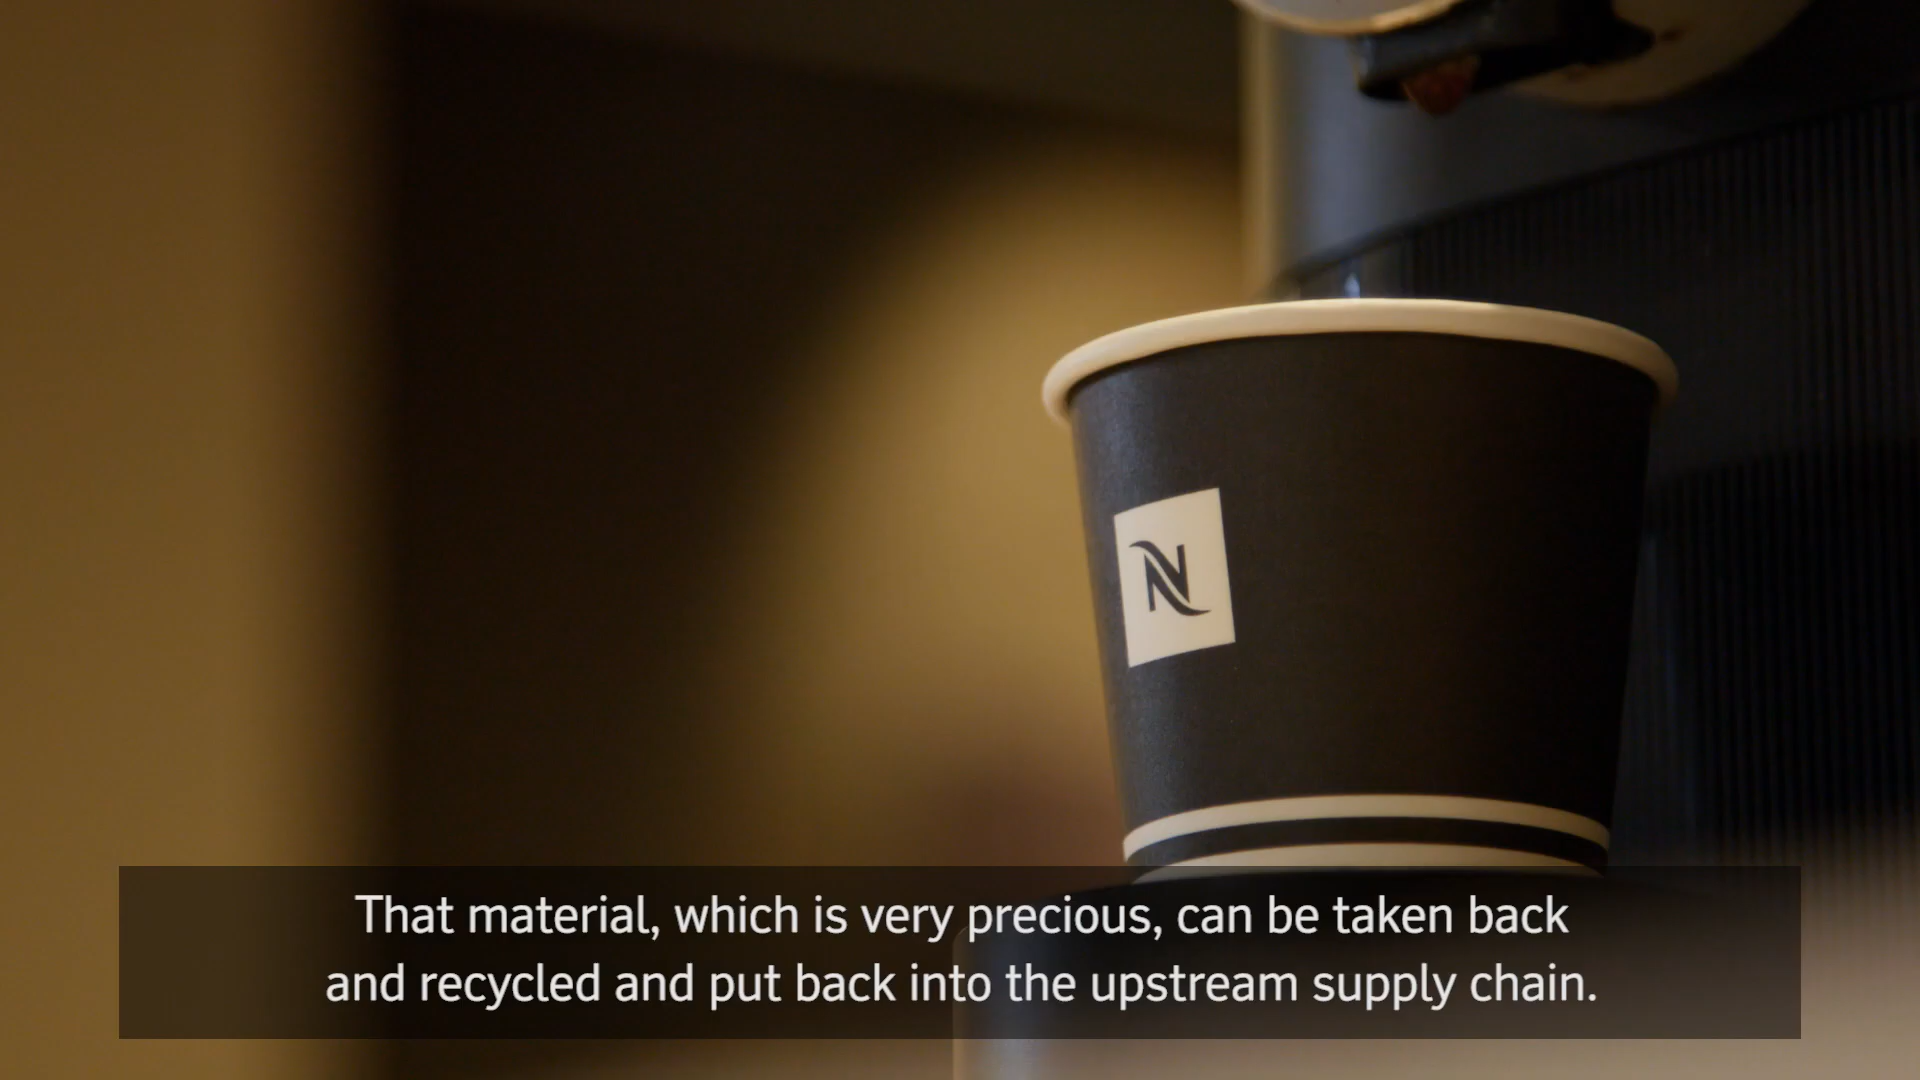 N
That material, which is very precious, can be taken back
and recycled and put back into the upstream supply chain.